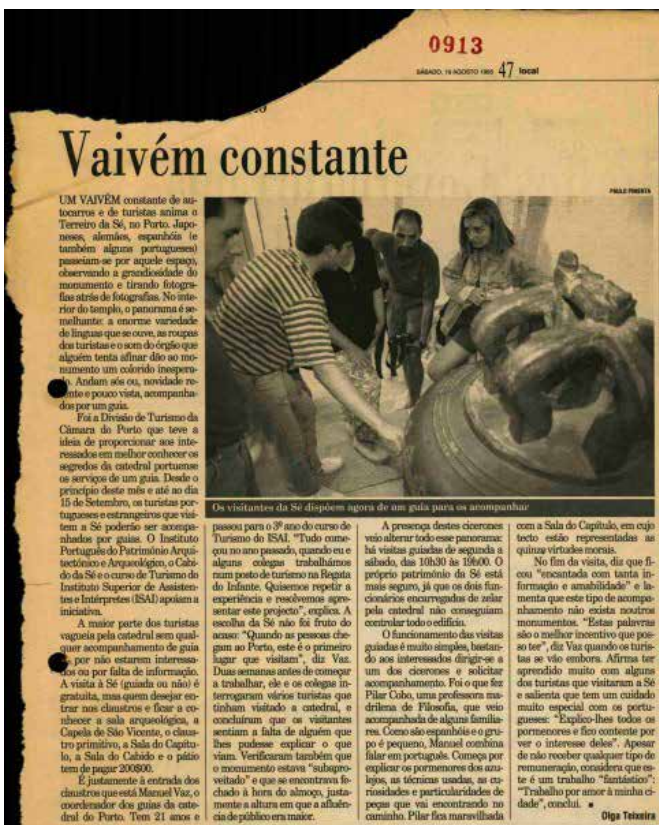 0913
SÁBADO, 19 AGOSTO 1995 47 local
Vaivém constante
PAULO PIMENTA
UM VAIVÉM constante de au-
tocarros e de turistas anima o
Terreiro da Sé, no Porto. Japo-
neses, alemães, espanhóis (e
também alguns portugueses)
passeiam-se por aquele espaço,
observando a grandiosidade do
monumento e tirando fotogra-
fias atrás de fotografias. No inte-
rior do templo, o panorama é se-
melhante: a enorme variedade
de línguas que se ouve, as roupas
dos turistas e o som do órgão que
alguém tenta afinar dão ao mo-
numento um colorido inespera-
do. Andam sós ou, novidade re-
cente e pouco vista, acompanha-
dos por um guia.
Foi a Divisão de Turismo da
Câmara do Porto que teve a
ideia de proporcionar aos inte-
ressados em melhor conhecer os
segredos da catedral portuense
os serviços de um guia. Desde o
princípio deste mês e até ao dia
15 de Setembro, os turistas por-
tugueses e estrangeiros que visi-
tem a Sé poderão ser acompa-
nhados por guias. O Instituto
Português do Património Arqui-
tectónico e Arqueológico, o Cabi-
do da Sé e o curso de Turismo do
Instituto Superior de Assisten-
tes e Intérpretes (ISAI) apoiam a
iniciativa.
A maior parte dos turistas
vagueia pela catedral sem qual-
quer acompanhamento de guia
por não estarem interessa-
dos ou por falta de informação.
A visita à Sé (guiada ou não) é
gratuita, mas quem desejar en-
trar nos claustros e ficar a co-
nhecer a sala arqueológica, a
Capela de São Vicente, o claus-
tro primitivo, a Sala do Capítu-
lo, a Sala do Cabido e o pátio
tem de pagar 200$00.
É justamente à entrada dos
claustros que está Manuel Vaz, o
coordenador dos guias da cate-
dral do Porto. Tem 21 anos e
Os visitantes da Sé dispõem agora de um guia para os acompanhar
passou para o 3º ano do curso de
Turismo do ISAI. "Tudo come-
çou no ano passado, quando eu e
alguns colegas trabalhámos
num posto de turismo na Regata
do Infante. Quisemos repetir a
experiência e resolvemos apre-
sentar este projecto", explica. A
escolha da Sé não foi fruto do
acaso: "Quando as pessoas che-
gam ao Porto, este é o primeiro
lugar que visitam", diz Vaz.
Duas semanas antes de começar
a trabalhar, ele e os colegas in-
terrogaram vários turistas que
tinham visitado a catedral, e
concluíram que os visitantes
sentiam a falta de alguém que
lhes pudesse explicar o que
viam. Verificaram também que
o monumento estava "subapro-
veitado" e que se encontrava fe-
chado à hora do almoço, justa-
mente a altura em que a afluên-
cia de público era maior.
A presença destes cicerones
veio alterar todo esse panorama:
há visitas guiadas de segunda a
sábado, das 10h30 às 19h00. O
próprio património da Sé está
mais seguro, já que os dois fun-
cionários encarregados de zelar
pela catedral não conseguiam
controlar todo o edifício.
O funcionamento das visitas
guiadas é muito simples, bastan-
do aos interessados dirigir-se a
um dos cicerones e solicitar
acompanhamento. Foi o que fez
Pilar Cobo, uma professora ma-
drilena de Filosofia, que veio
acompanhada de alguns familia-
res. Como são espanhóis e o gru-
po é pequeno, Manuel combina
falar em português. Começa por
explicar os pormenores dos azu-
lejos, as técnicas usadas, as cu-
riosidades e particularidades de
peças que vai encontrando no
caminho. Pilar fica maravilhada
com a Sala do Capítulo, em cujo
tecto estão representadas as
quinze virtudes morais.
No fim da visita, diz que fi-
cou "encantada com tanta in-
formação e amabilidade" e la-
menta que este tipo de acompa-
nhamento não exista noutros
monumentos. "Estas palavras
são o melhor incentivo que pos-
so ter", diz Vaz quando os turis-
tas se vão embora. Afirma ter
aprendido muito com alguns
dos turistas que visitaram a Sé
e salienta que tem um cuidado
muito especial com os portu-
gueses: "Explico-lhes todos os
pormenores e fico contente por
ver o interesse deles". Apesar
de não receber qualquer tipo de
remuneração, considera que es-
te é um trabalho "fantástico":
"Trabalho por amor à minha ci-
dade", conclui. ■
Olga Teixeira